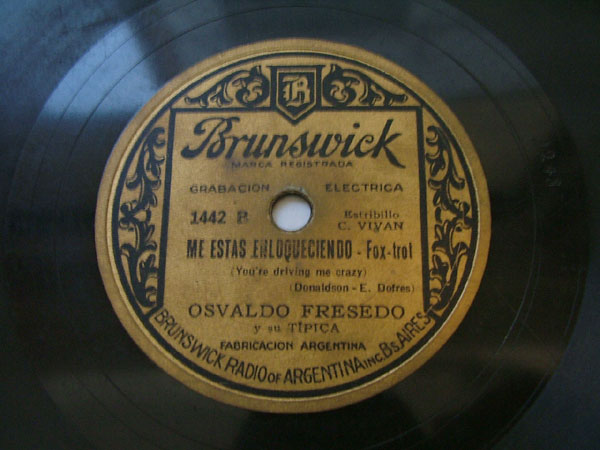 B
Brunswick
MARCA REGISTRADA
GRABACION ELECTRICA
1442 B Estribillo
C. VIVAN
ME ESTAS ENLOQUECIENDO - Fox-trot
(You're driving me crazy)
(Donaldson - E. Dofres)
OSVALDO FRESEDO
y su TÍPICA
FABRICACION ARGENTINA
BRUNSWICK RADIO OF ARGENTINA INC. Bs. AIRES